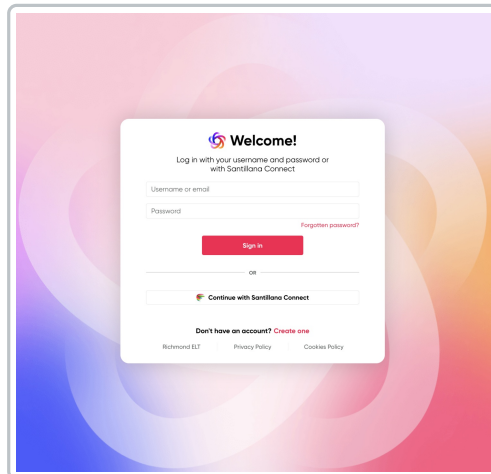 Welcome!
Log in with your username and password or
with Santillana Connect
Username or email
Password
Forgotten password?
Sign in
OR
Continue with Santillana Connect
Don't have an account? Create one
Richmond ELT
Privacy Policy
Cookies Policy